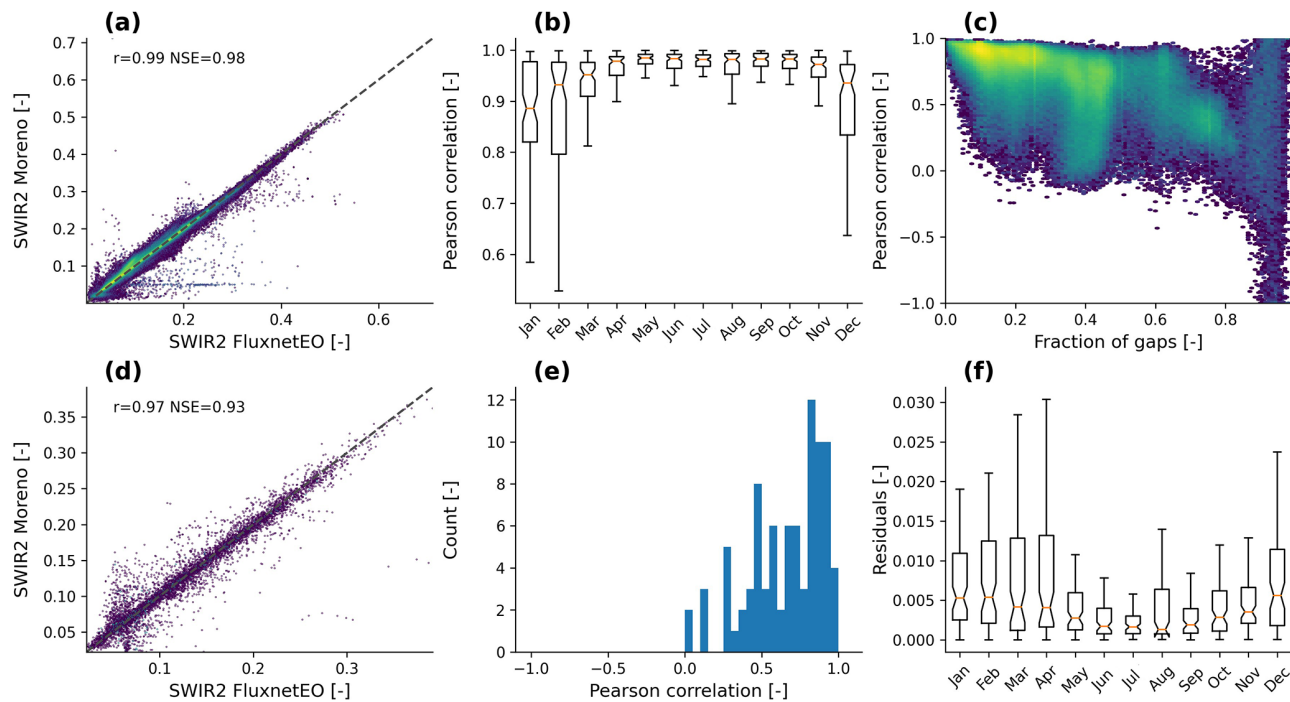 (a)
r=0.99 NSE=0.98
SWIR2 Moreno [-]
0.7
0.6
0.5
0.4
0.3
0.2
0.1
0.2
0.4
0.6
SWIR2 FluxnetEO [-]
(b)
Pearson correlation [-]
1.0
0.9
0.8
0.7
0.6
Jan
Feb
Mar
Apr
May
Jun
Jul
Aug
Sep
Oct
Nov
Dec
(c)
Pearson correlation [-]
1.0
0.5
0.0
−0.5
−1.0
0.0
0.2
0.4
0.6
0.8
Fraction of gaps [-]
(d)
r=0.97 NSE=0.93
SWIR2 Moreno [-]
0.35
0.30
0.25
0.20
0.15
0.10
0.05
0.1
0.2
0.3
SWIR2 FluxnetEO [-]
(e)
Count [-]
12
10
8
6
4
2
0
−1.0
−0.5
0.0
0.5
1.0
Pearson correlation [-]
(f)
Residuals [-]
0.030
0.025
0.020
0.015
0.010
0.005
0.000
Jan
Feb
Mar
Apr
May
Jun
Jul
Aug
Sep
Oct
Nov
Dec